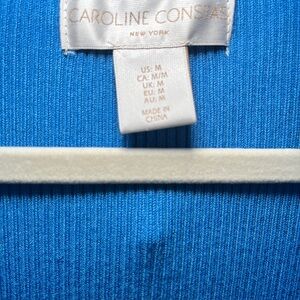 CAROLINE CONSTAS
NEW YORK
US: M
CA: M/M
UK: M
EU: M
AU: M
MADE IN
CHINA